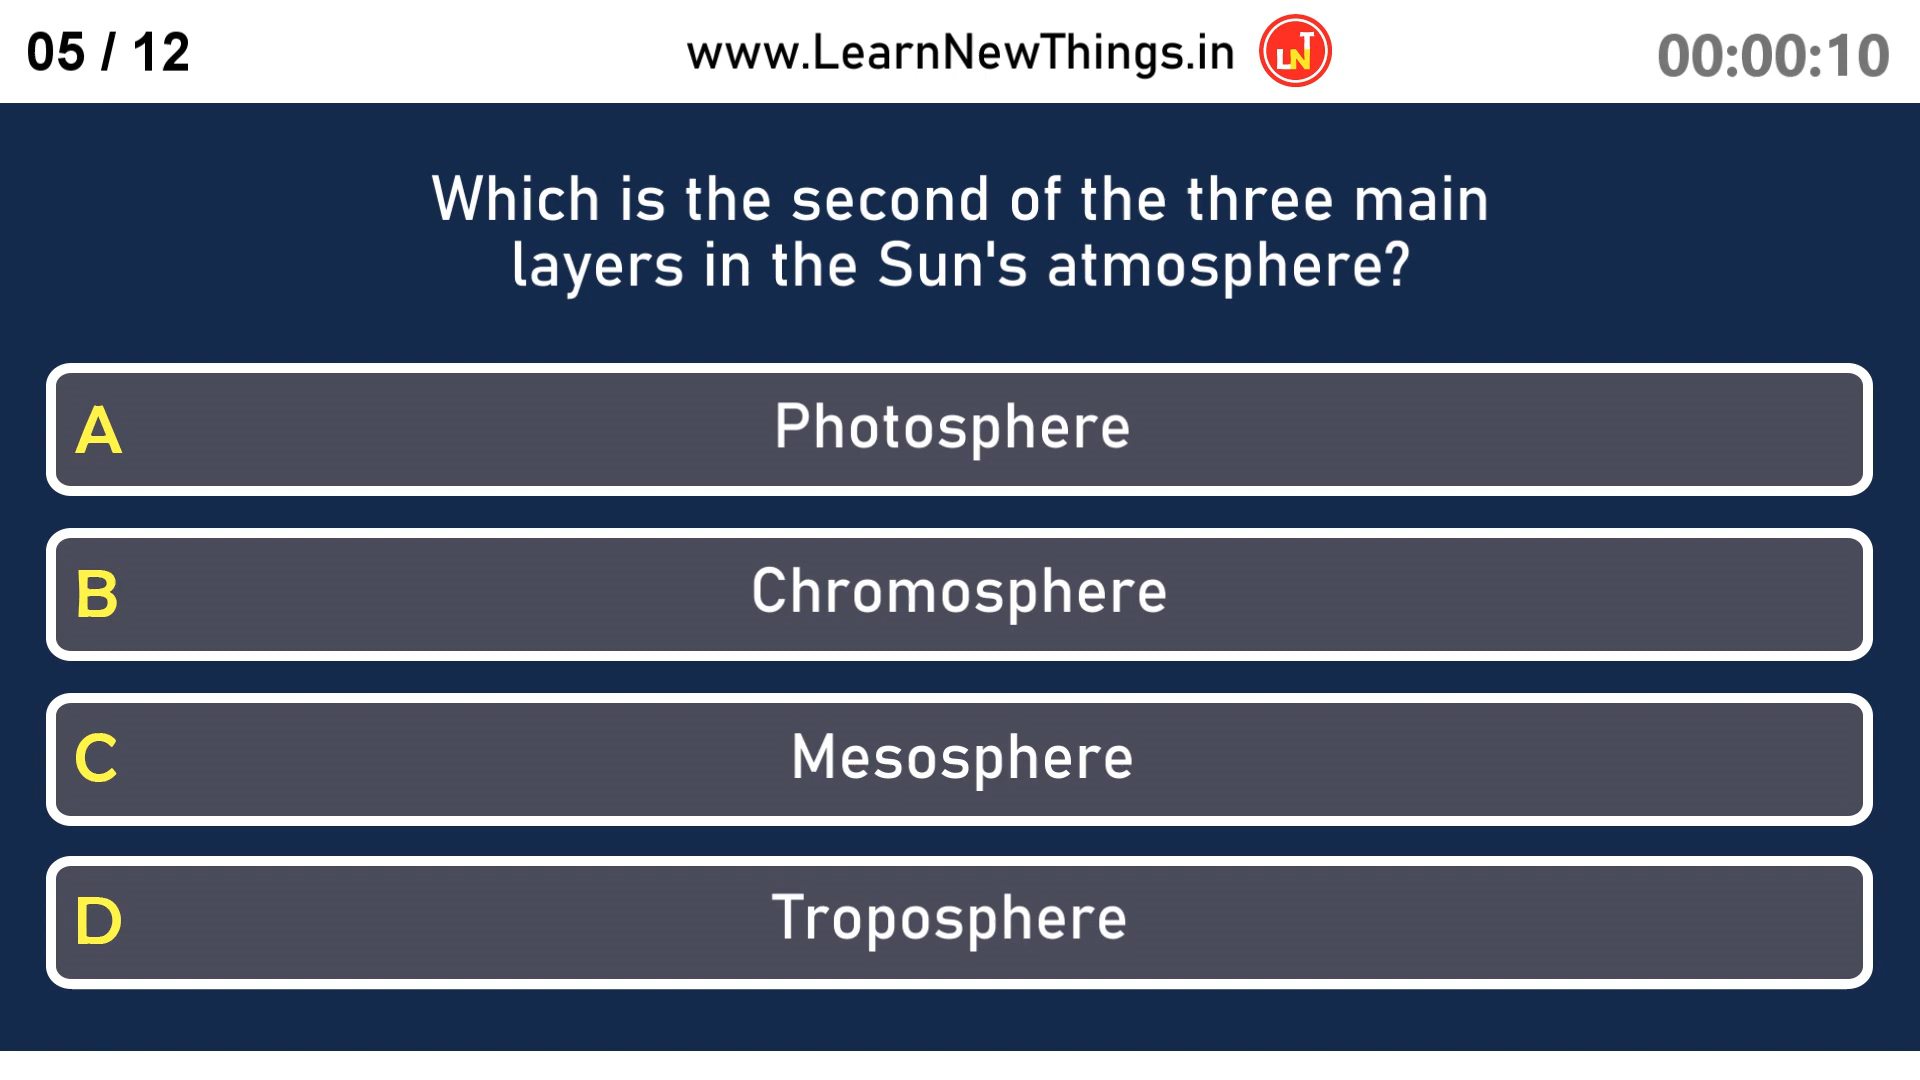 05 / 12
www.LearnNewThings.in
LNT
00:00:10
Which is the second of the three main
layers in the Sun's atmosphere?
A Photosphere
B Chromosphere
C Mesosphere
D Troposphere